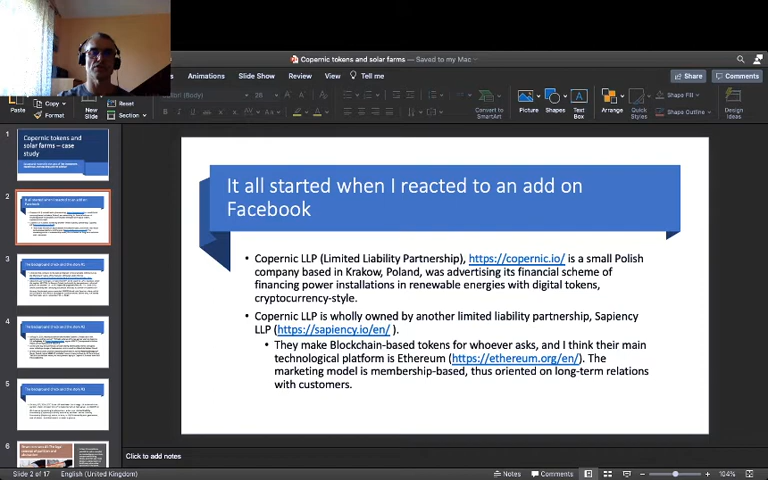 Copernic tokens and solar farms — Saved to my Mac
Animations Slide Show Review View Tell me Share Comments
Paste Copy Format New Slide Reset Section Convert to SmartArt Picture Shapes Text Box Arrange Quick Styles Shape Fill Shape Outline Design Ideas
1
Copernic tokens and
solar farms – case
study
2
3
4
5
6
It all started when I reacted to an add on
Facebook
• Copernic LLP (Limited Liability Partnership), https://copernic.io/ is a small Polish
company based in Krakow, Poland, was advertising its financial scheme of
financing power installations in renewable energies with digital tokens,
cryptocurrency-style.
• Copernic LLP is wholly owned by another limited liability partnership, Sapiency
LLP (https://sapiency.io/en/ ).
• They make Blockchain-based tokens for whoever asks, and I think their main
technological platform is Ethereum (https://ethereum.org/en/). The
marketing model is membership-based, thus oriented on long-term relations
with customers.
Click to add notes
Slide 2 of 17 English (United Kingdom) Notes Comments 104%